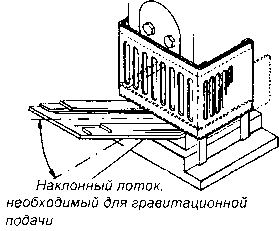 Наклонный лоток,
необходимый для гравитационной
подачи